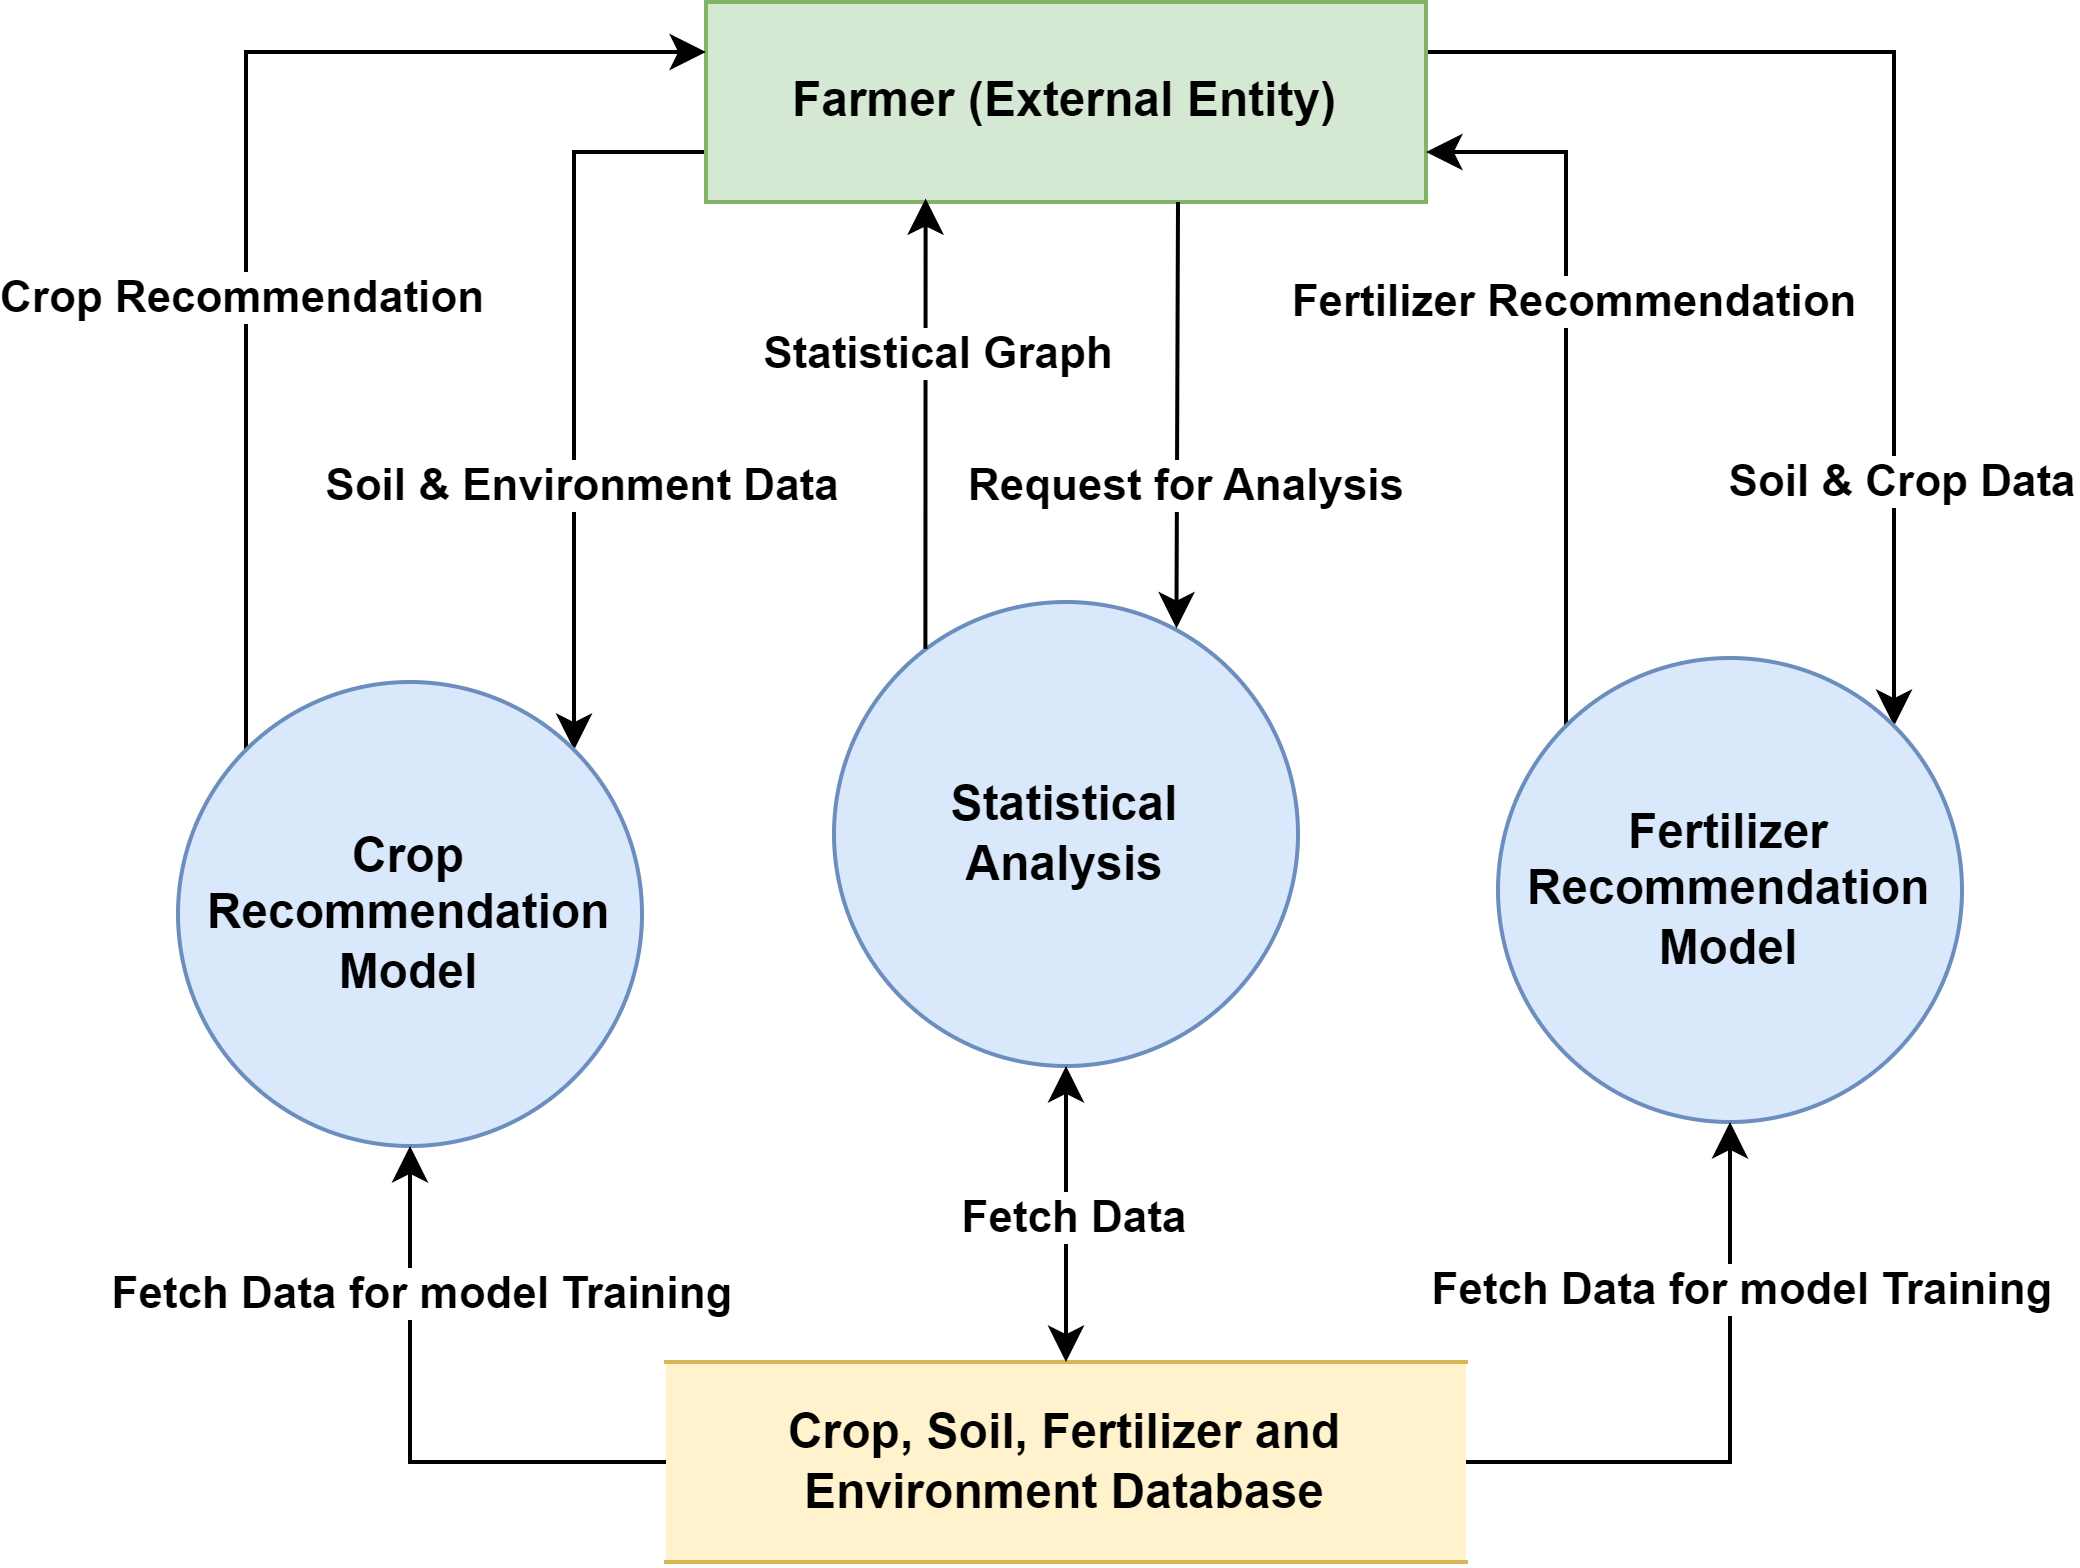 Farmer (External Entity)
Crop Recommendation
Fertilizer Recommendation
Statistical Graph
Soil & Environment Data
Request for Analysis
Soil & Crop Data
Crop
Recommendation
Model
Statistical
Analysis
Fertilizer
Recommendation
Model
Fetch Data for model Training
Fetch Data
Fetch Data for model Training
Crop, Soil, Fertilizer and
Environment Database